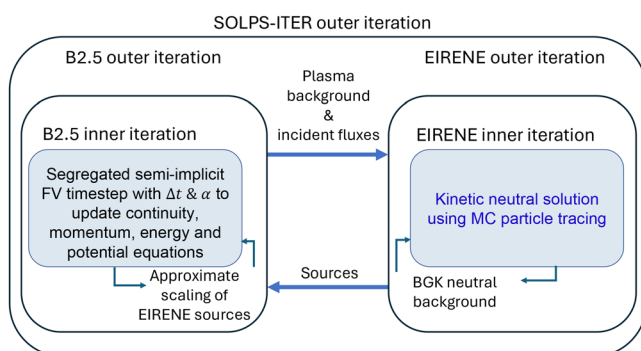 SOLPS-ITER outer iteration
B2.5 outer iteration
EIRENE outer iteration
Plasma
background
&
incident fluxes
B2.5 inner iteration
EIRENE inner iteration
Segregated semi-implicit
FV timestep with Δt & α to
update continuity,
momentum, energy and
potential equations
Kinetic neutral solution
using MC particle tracing
Approximate
scaling of
EIRENE sources
Sources
BGK neutral
background